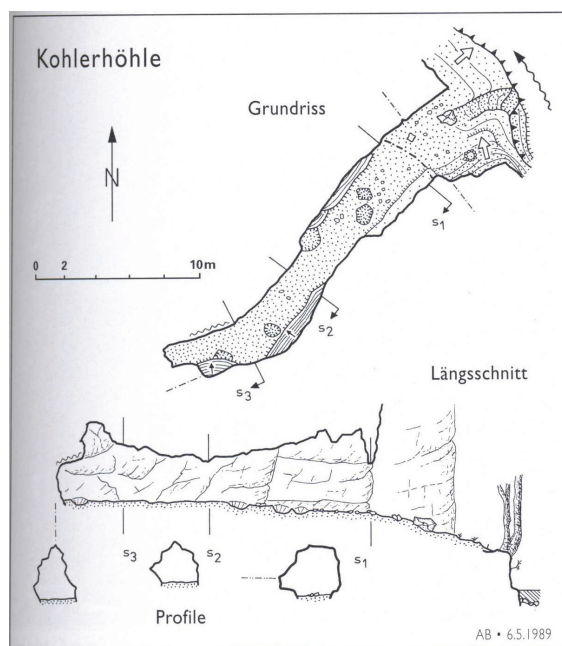 Kohlerhöhle
Grundriss
N
0 2 10m
s1
s2
s3
Längsschnitt
s3 s2 s1
Profile
AB • 6.5.1989